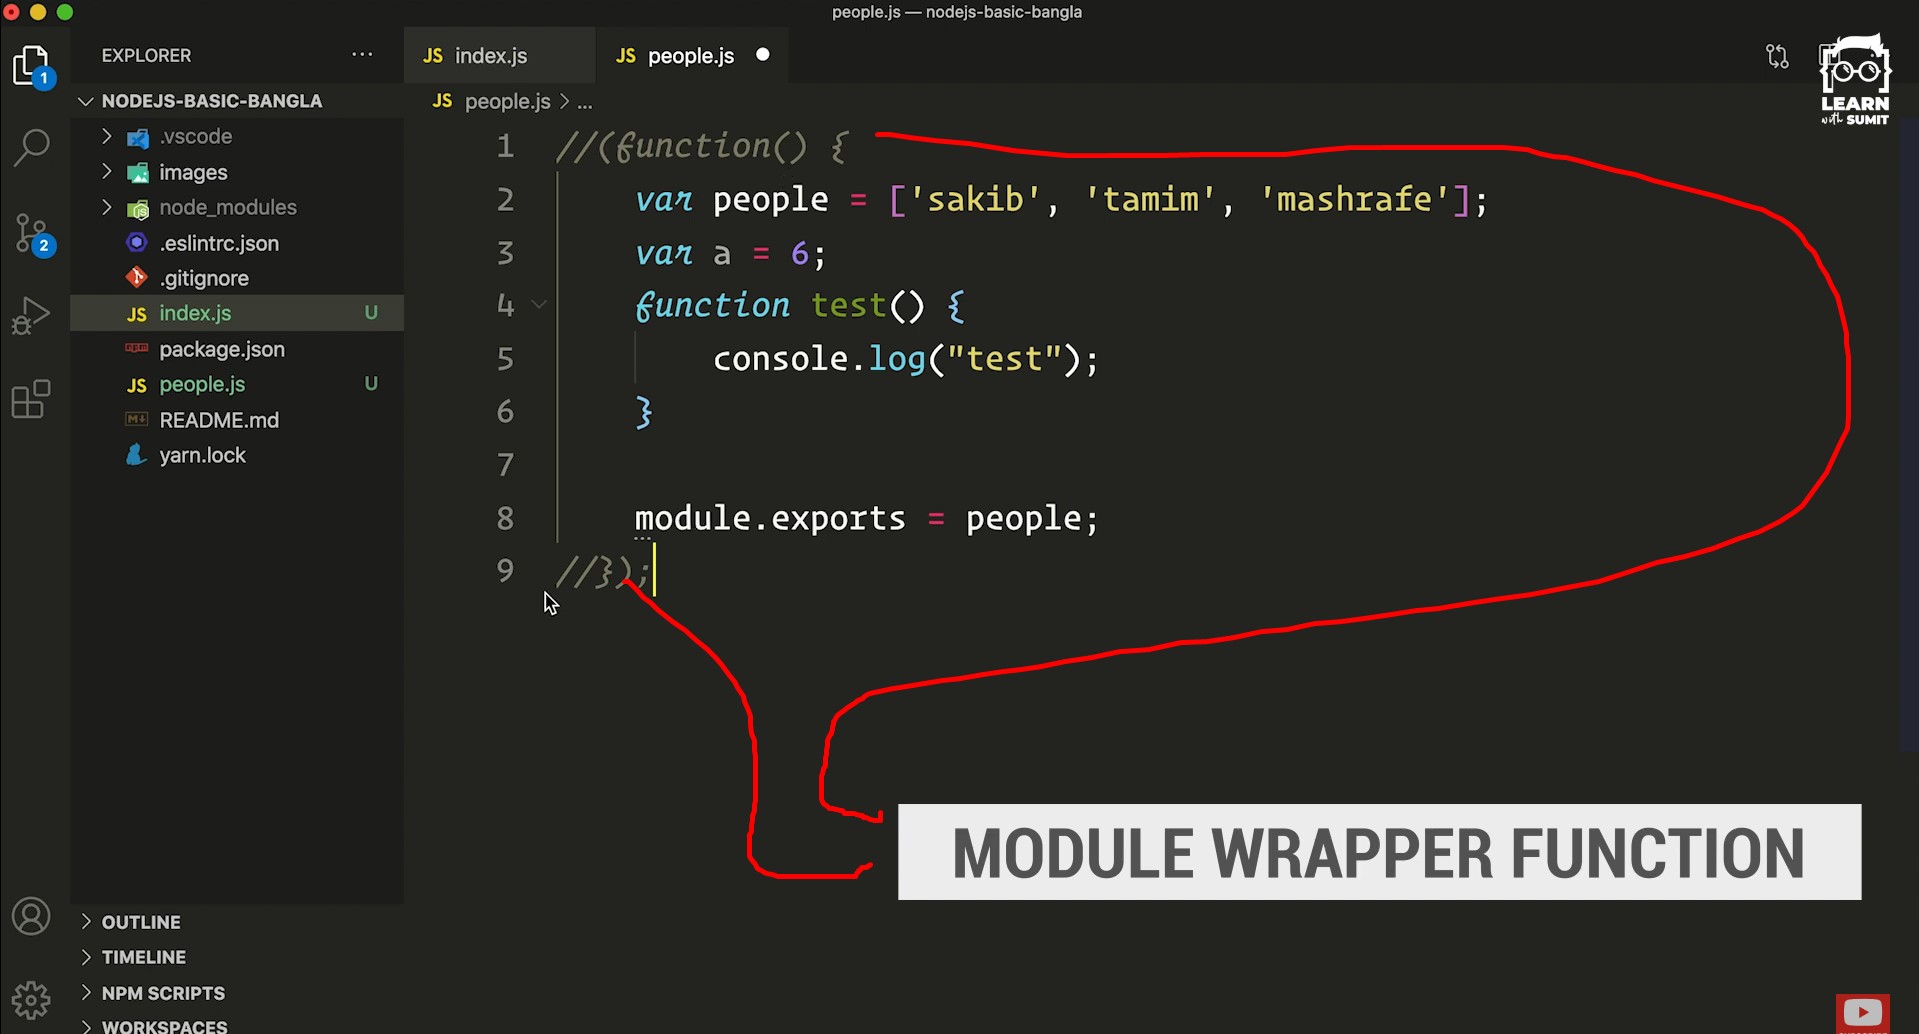 people.js — nodejs-basic-bangla
EXPLORER
...
JS index.js
JS people.js
1
NODEJS-BASIC-BANGLA
JS people.js > ...
LEARN
with SUMIT
.vscode
images
node_modules
.eslintrc.json
.gitignore
JS index.js U
package.json
JS people.js U
README.md
yarn.lock
2
1 //(function() {
2 var people = ['sakib', 'tamim', 'mashrafe'];
3 var a = 6;
4 function test() {
5 console.log("test");
6 }
7
8 module.exports = people;
9 //});
MODULE WRAPPER FUNCTION
OUTLINE
TIMELINE
NPM SCRIPTS
WORKSPACES